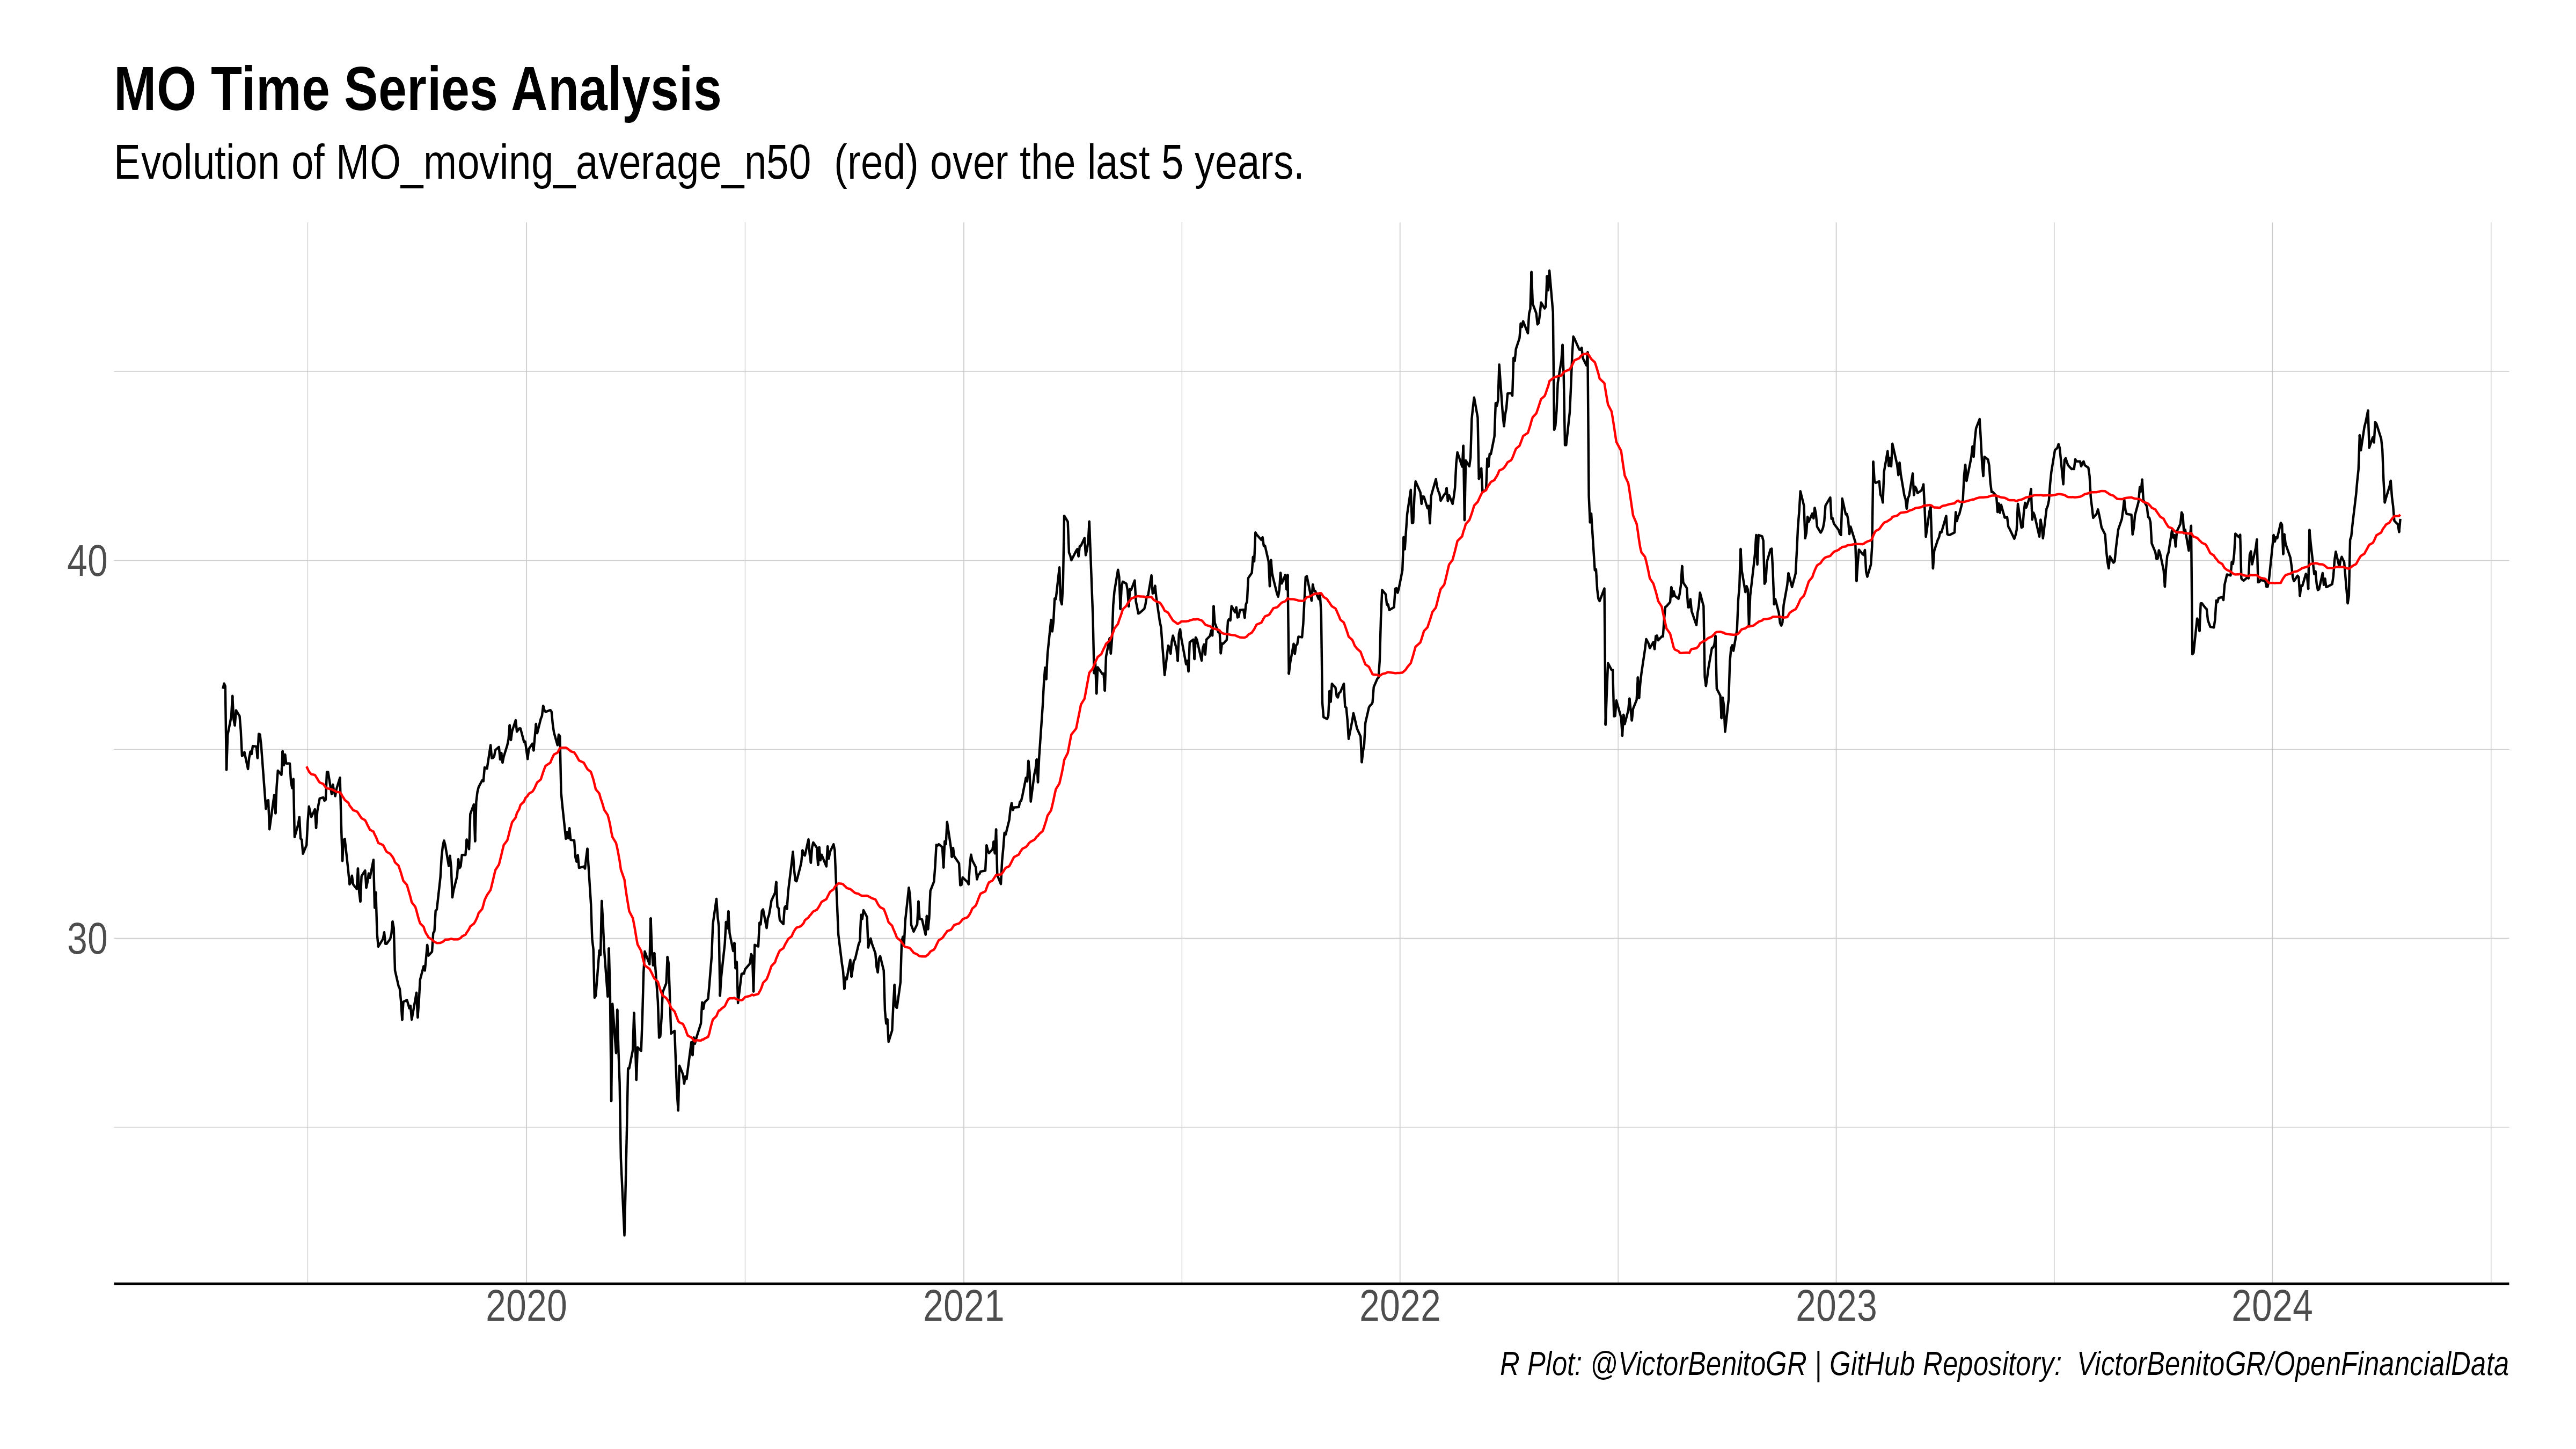 MO Time Series Analysis
Evolution of MO_moving_average_n50  (red) over the last 5 years.
40
30
2020 2021 2022 2023 2024
R Plot: @VictorBenitoGR | GitHub Repository:  VictorBenitoGR/OpenFinancialData